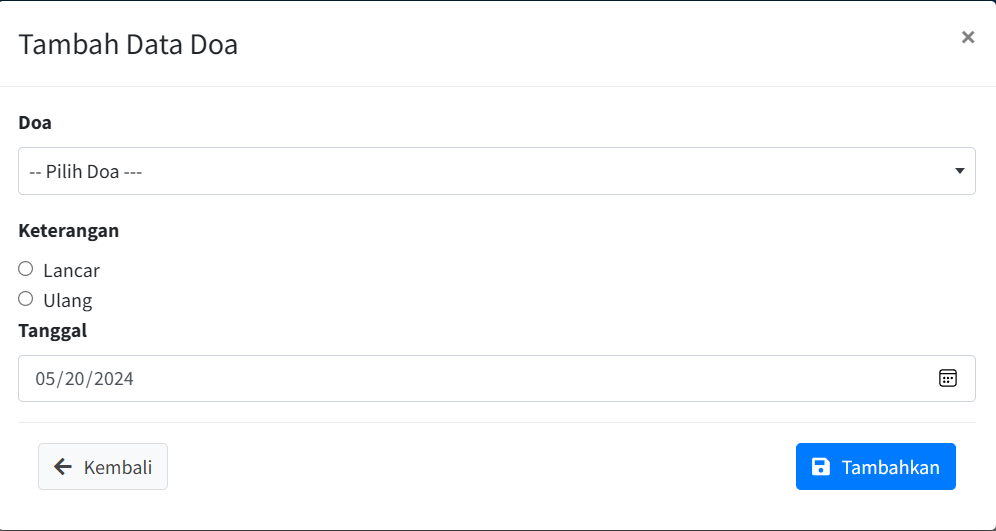 Tambah Data Doa
×
Doa
-- Pilih Doa ---
Keterangan
Lancar
Ulang
Tanggal
05/20/2024
Kembali
Tambahkan